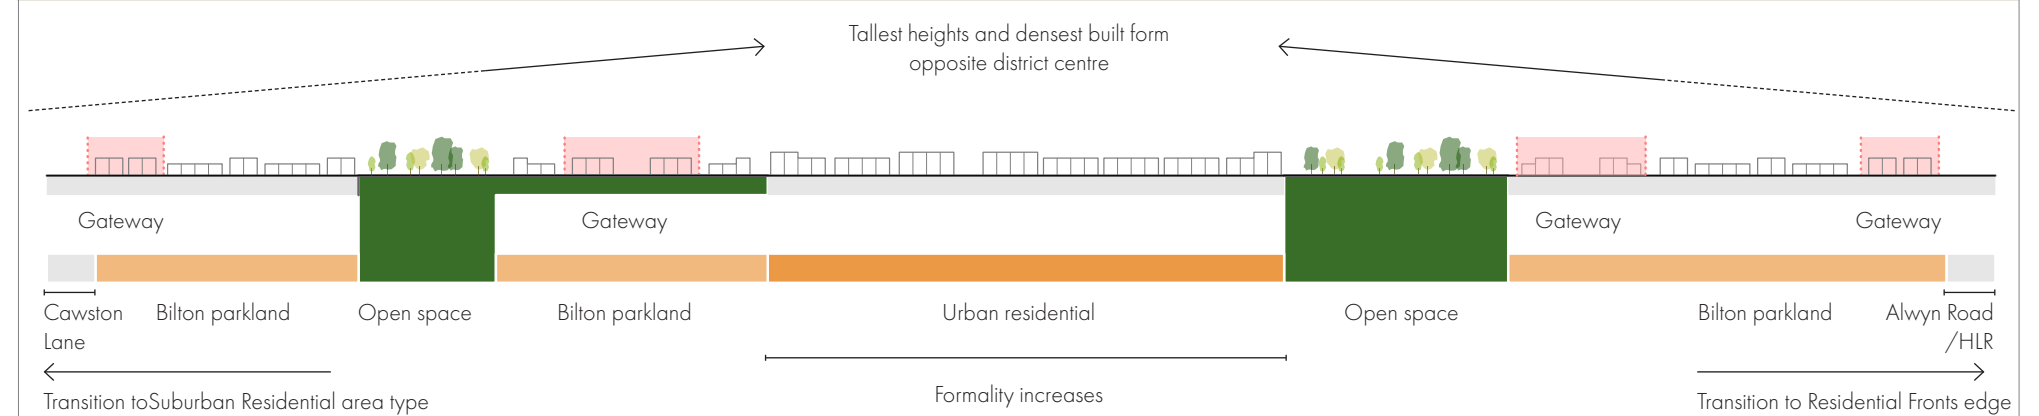 Tallest heights and densest built form
opposite district centre
Gateway
Gateway
Gateway
Gateway
Cawston
Lane
Bilton parkland
Open space
Bilton parkland
Urban residential
Open space
Bilton parkland
Alwyn Road
/HLR
Transition toSuburban Residential area type
Formality increases
Transition to Residential Fronts edge